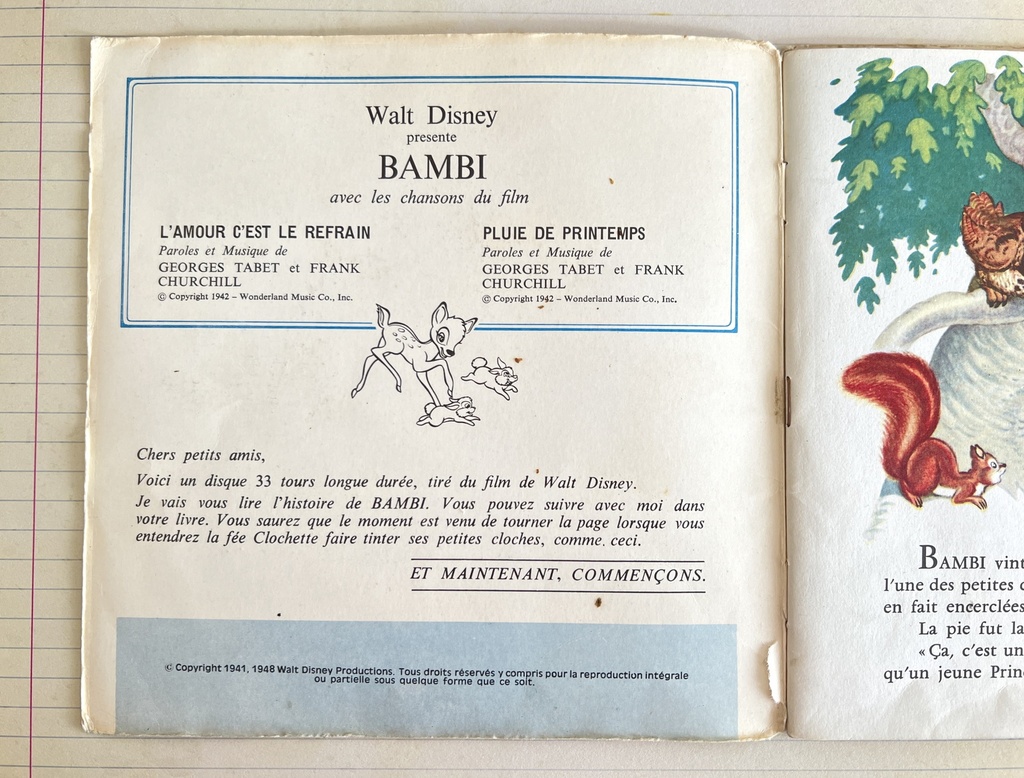 Walt Disney
presente
BAMBI
avec les chansons du film
L'AMOUR C'EST LE REFRAIN
Paroles et Musique de
GEORGES TABET et FRANK
CHURCHILL
© Copyright 1942 – Wonderland Music Co., Inc.
PLUIE DE PRINTEMPS
Paroles et Musique de
GEORGES TABET et FRANK
CHURCHILL
© Copyright 1942 – Wonderland Music Co., Inc.
Chers petits amis,
Voici un disque 33 tours longue durée, tiré du film de Walt Disney.
Je vais vous lire l'histoire de BAMBI. Vous pouvez suivre avec moi dans
votre livre. Vous saurez que le moment est venu de tourner la page lorsque vous
entendrez la fée Clochette faire tinter ses petites cloches, comme ceci.
ET MAINTENANT, COMMENÇONS.
© Copyright 1941, 1948 Walt Disney Productions. Tous droits réservés y compris pour la reproduction intégrale
ou partielle sous quelque forme que ce soit.
BAMBI vint
l'une des petites
en fait encerclées
La pie fut la
« Ça, c'est un
qu'un jeune Prin